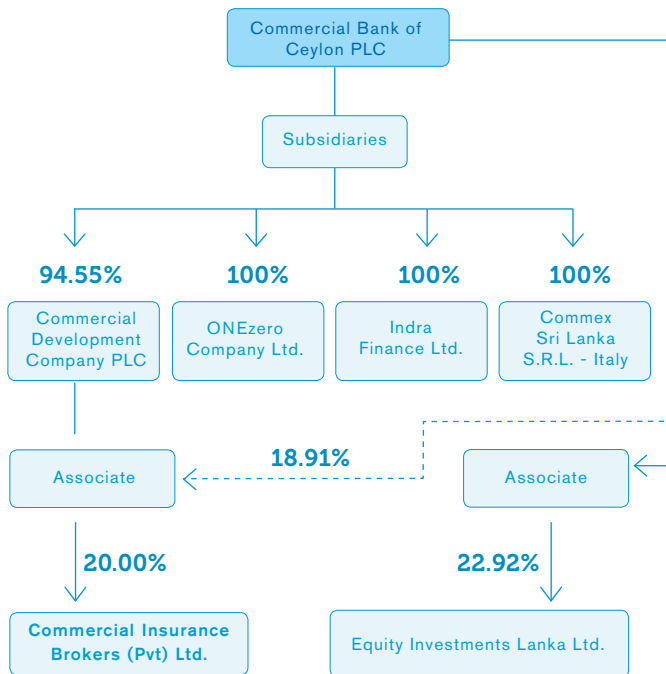 Commercial Bank of
Ceylon PLC
Subsidiaries
94.55%
100%
100%
100%
Commercial
Development
Company PLC
ONEzero
Company Ltd.
Indra
Finance Ltd.
Commex
Sri Lanka
S.R.L. - Italy
18.91%
Associate
Associate
20.00%
22.92%
Commercial Insurance
Brokers (Pvt) Ltd.
Equity Investments Lanka Ltd.